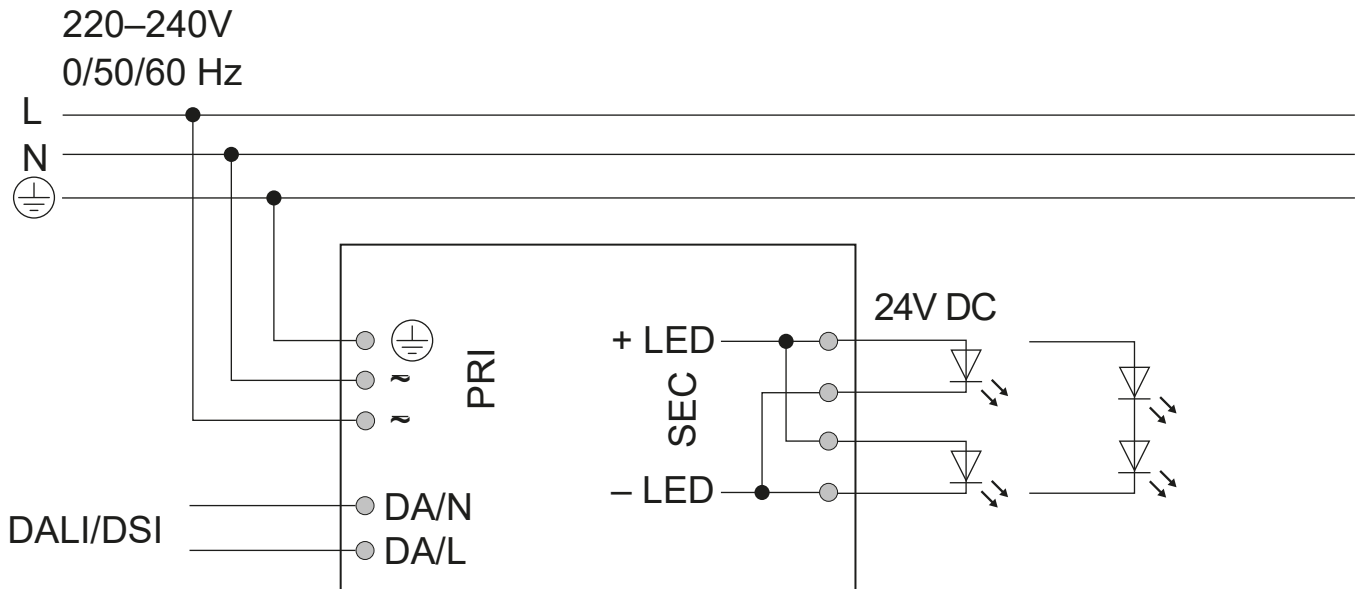 220–240V
0/50/60 Hz
L
N
24V DC
+ LED
~
PRI
SEC
~
– LED
DA/N
DALI/DSI
DA/L